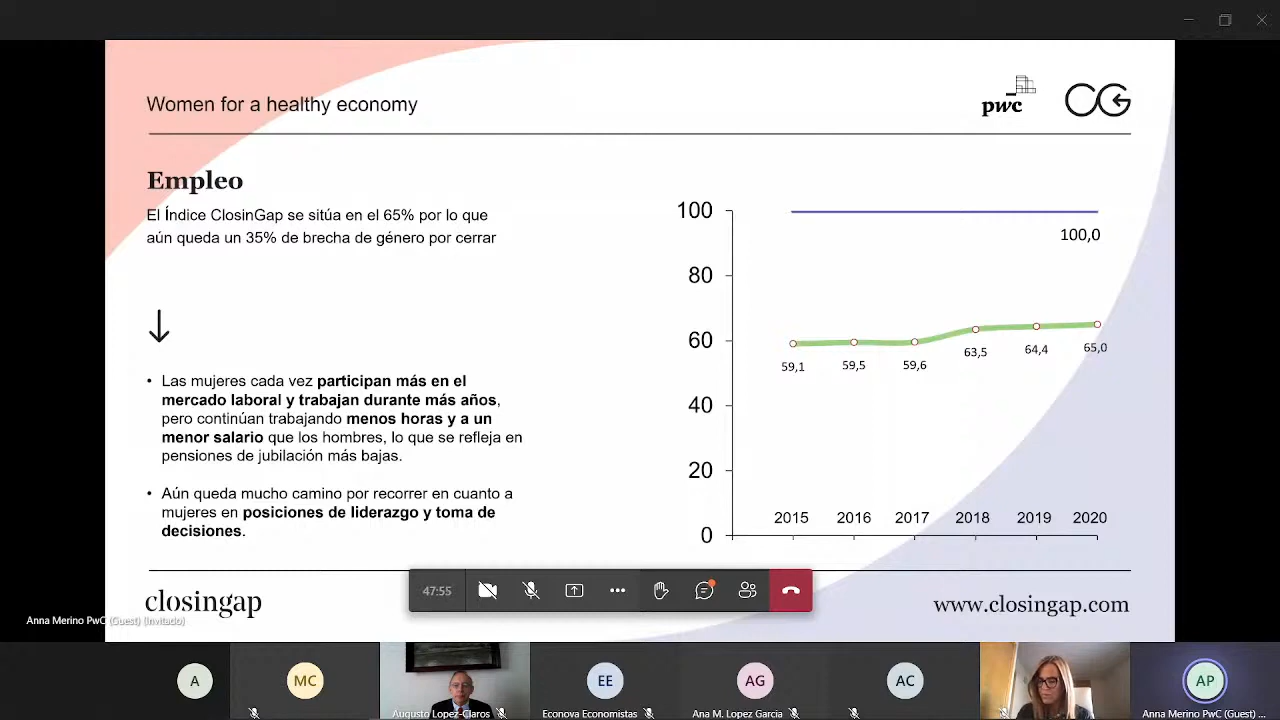 Women for a healthy economy
pwc
CG
Empleo
El Índice ClosinGap se sitúa en el 65% por lo que
aún queda un 35% de brecha de género por cerrar
• Las mujeres cada vez participan más en el
mercado laboral y trabajan durante más años,
pero continúan trabajando menos horas y a un
menor salario que los hombres, lo que se refleja en
pensiones de jubilación más bajas.
• Aún queda mucho camino por recorrer en cuanto a
mujeres en posiciones de liderazgo y toma de
decisiones.
100
80
60
40
20
0
100,0
59,1
59,5
59,6
63,5
64,4
65,0
2015 2016 2017 2018 2019 2020
closingap
www.closingap.com
47:55
Anna Merino PwC (Guest) (Invitado)
A
MC
Augusto Lopez-Claros
EE
Econova Economistas
AG
Ana M. Lopez Garcia
AC
AP
Anna Merino PwC (Guest) ...